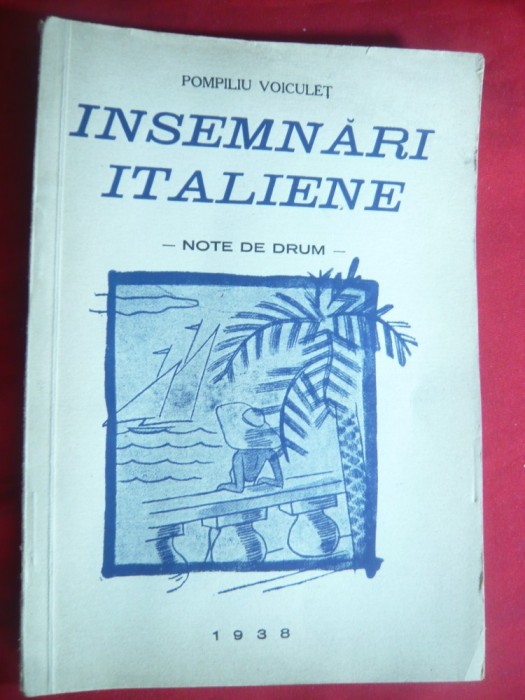 POMPILIU VOICULEȚ
INSEMNĂRI
ITALIENE
— NOTE DE DRUM —
1938